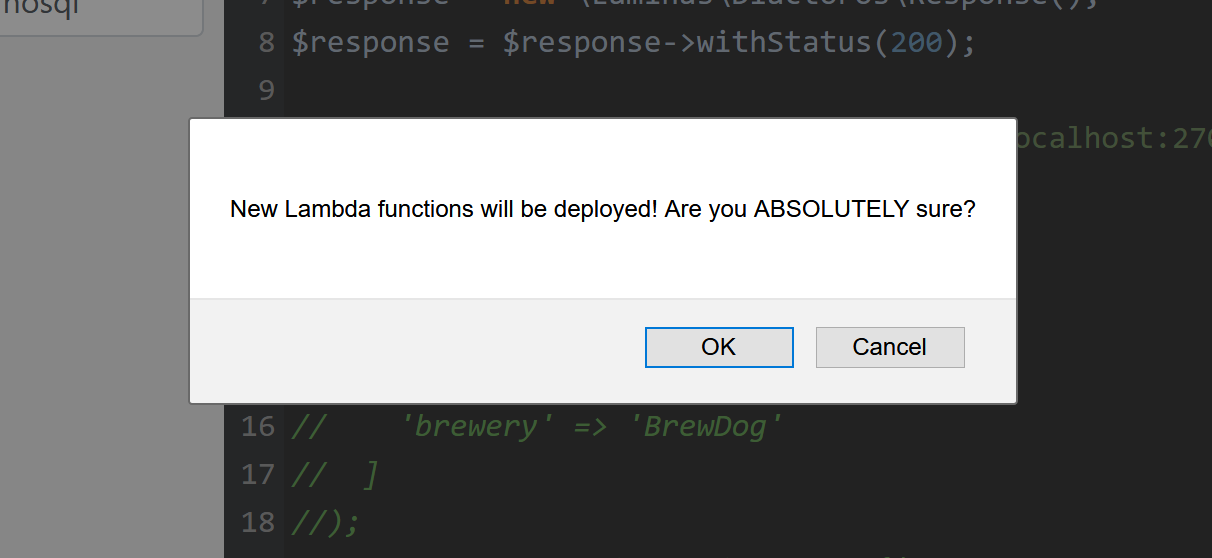 nosql
7 $response = new \Laminas\Diactoros\Response();
8 $response = $response->withStatus(200);
9
ocalhost:270
New Lambda functions will be deployed! Are you ABSOLUTELY sure?
OK Cancel
16 // 'brewery' => 'BrewDog'
17 // ]
18 //);